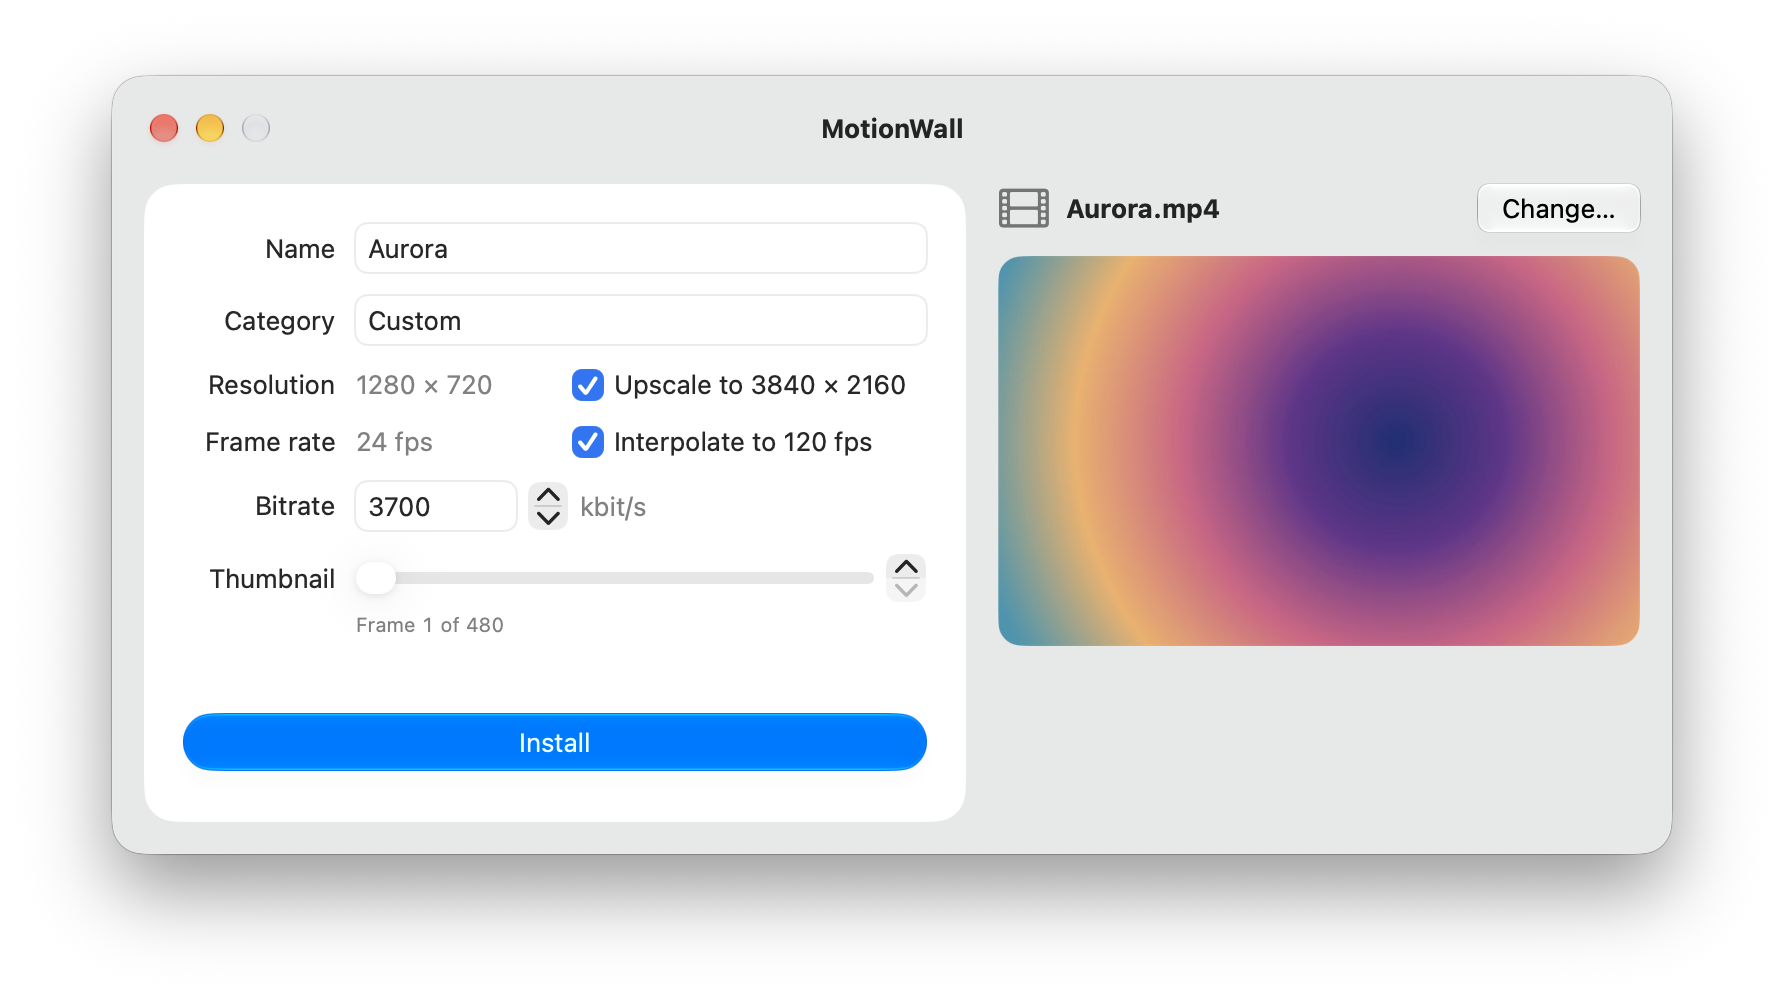 MotionWall
Name Aurora
Category Custom
Resolution 1280 × 720 Upscale to 3840 × 2160
Frame rate 24 fps Interpolate to 120 fps
Bitrate 3700 kbit/s
Thumbnail
Frame 1 of 480
Install
Aurora.mp4 Change...